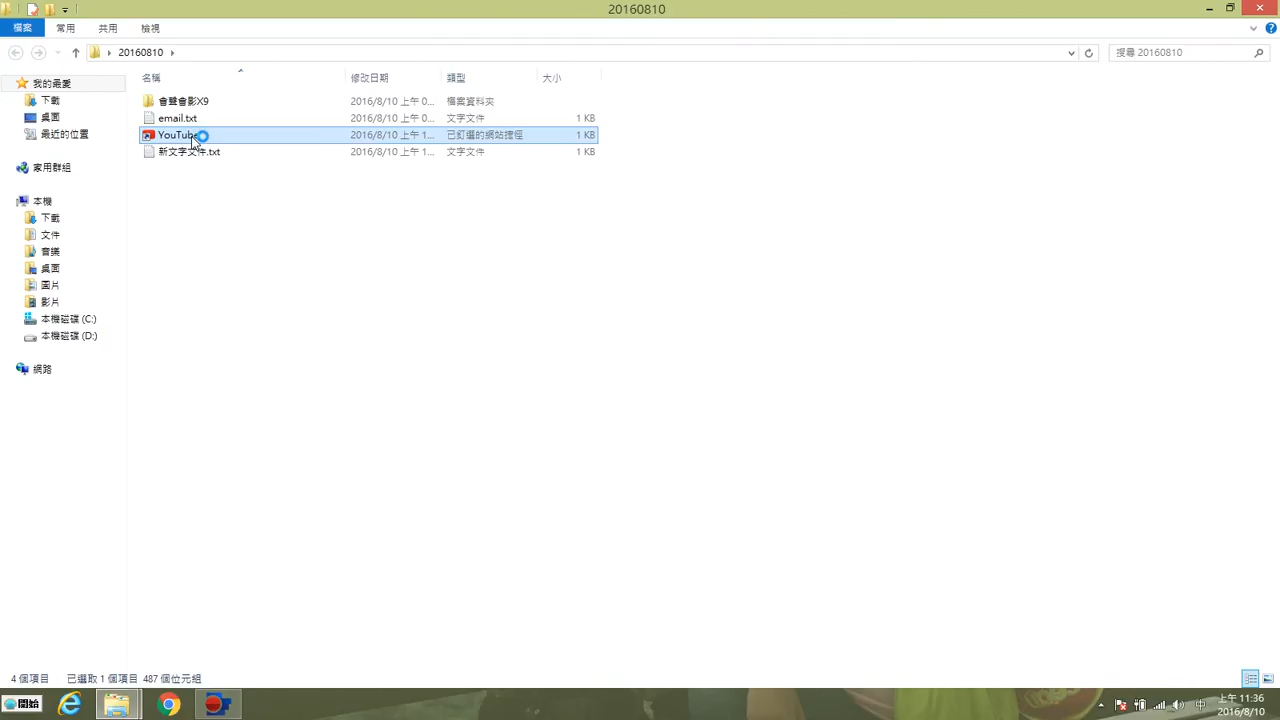 20160810
檔案 常用 共用 檢視
20160810 搜尋 20160810
名稱 修改日期 類型 大小
會聲會影X9 2016/8/10 上午 0... 檔案資料夾
email.txt 2016/8/10 上午 0... 文字文件 1 KB
YouTube 2016/8/10 上午 1... 已釘選的網站捷徑 1 KB
新文字文件.txt 2016/8/10 上午 1... 文字文件 1 KB
我的最愛
下載
桌面
最近的位置
家用群組
本機
下載
文件
音樂
桌面
圖片
影片
本機磁碟 (C:)
本機磁碟 (D:)
網路
4 個項目 已選取 1 個項目 487 個位元組
開始 中 上午 11:36
2016/8/10